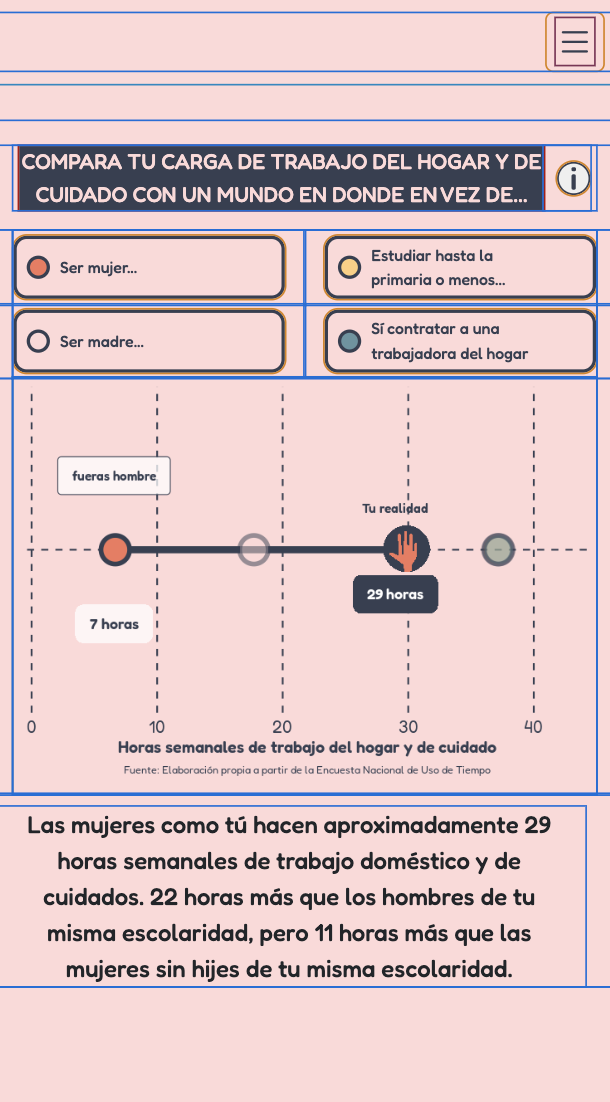 COMPARA TU CARGA DE TRABAJO DEL HOGAR Y DE
CUIDADO CON UN MUNDO EN DONDE EN VEZ DE...
Ser mujer...
Estudiar hasta la
primaria o menos...
Ser madre...
Sí contratar a una
trabajadora del hogar
fueras hombre
Tu realidad
29 horas
7 horas
0 10 20 30 40
Horas semanales de trabajo del hogar y de cuidado
Fuente: Elaboración propia a partir de la Encuesta Nacional de Uso de Tiempo
Las mujeres como tú hacen aproximadamente 29
horas semanales de trabajo doméstico y de
cuidados. 22 horas más que los hombres de tu
misma escolaridad, pero 11 horas más que las
mujeres sin hijes de tu misma escolaridad.